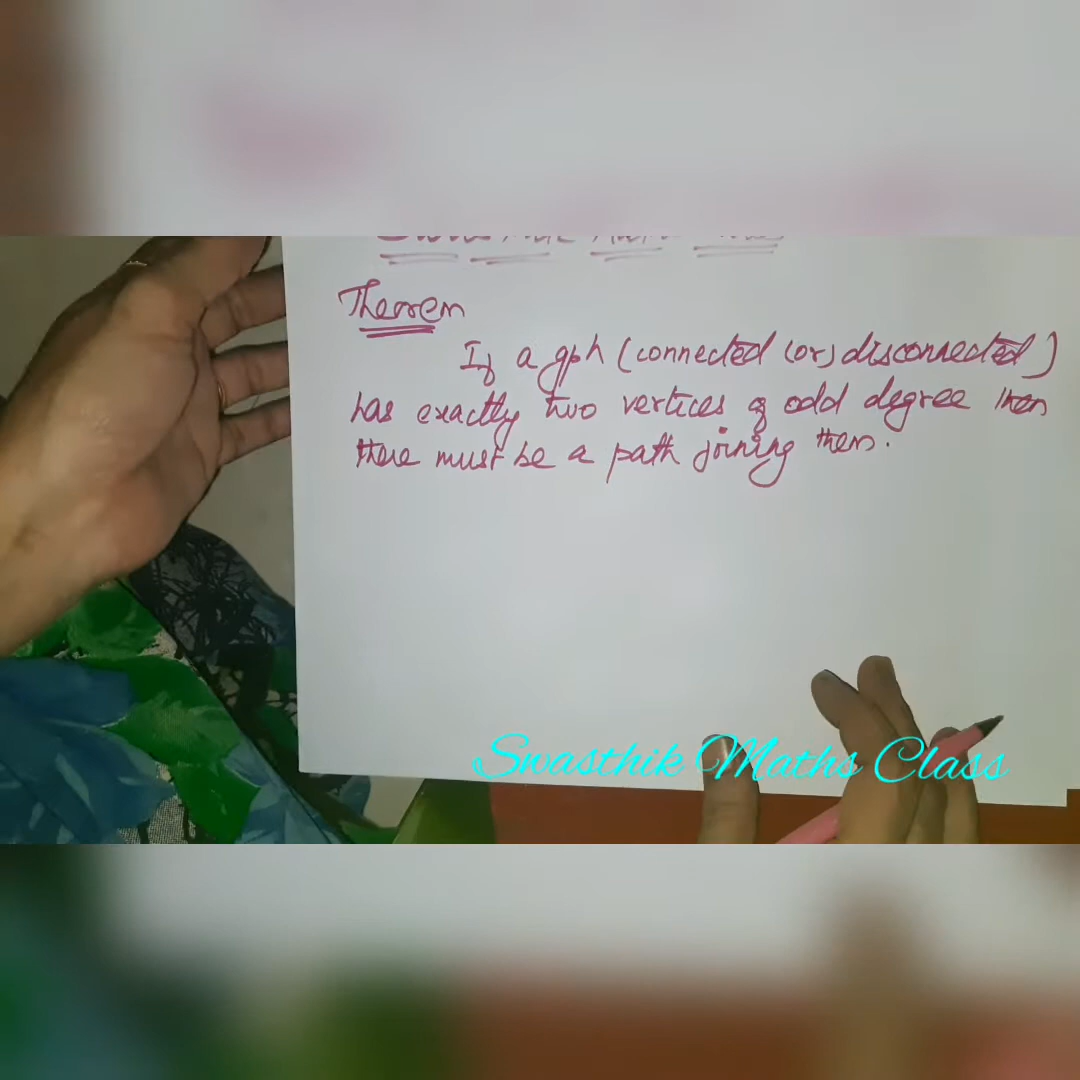 Theorem
If a gph (connected (or) disconnected)
has exactly two vertices of odd degree then
there must be a path joining them.
Swasthik Maths Class